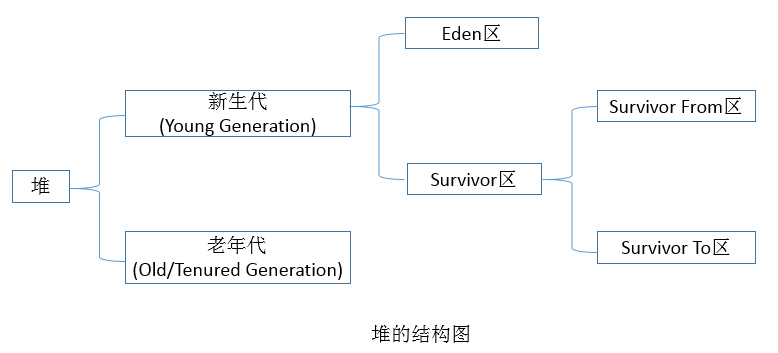 堆
新生代
(Young Generation)
老年代
(Old/Tenured Generation)
Eden区
Survivor区
Survivor From区
Survivor To区
堆的结构图